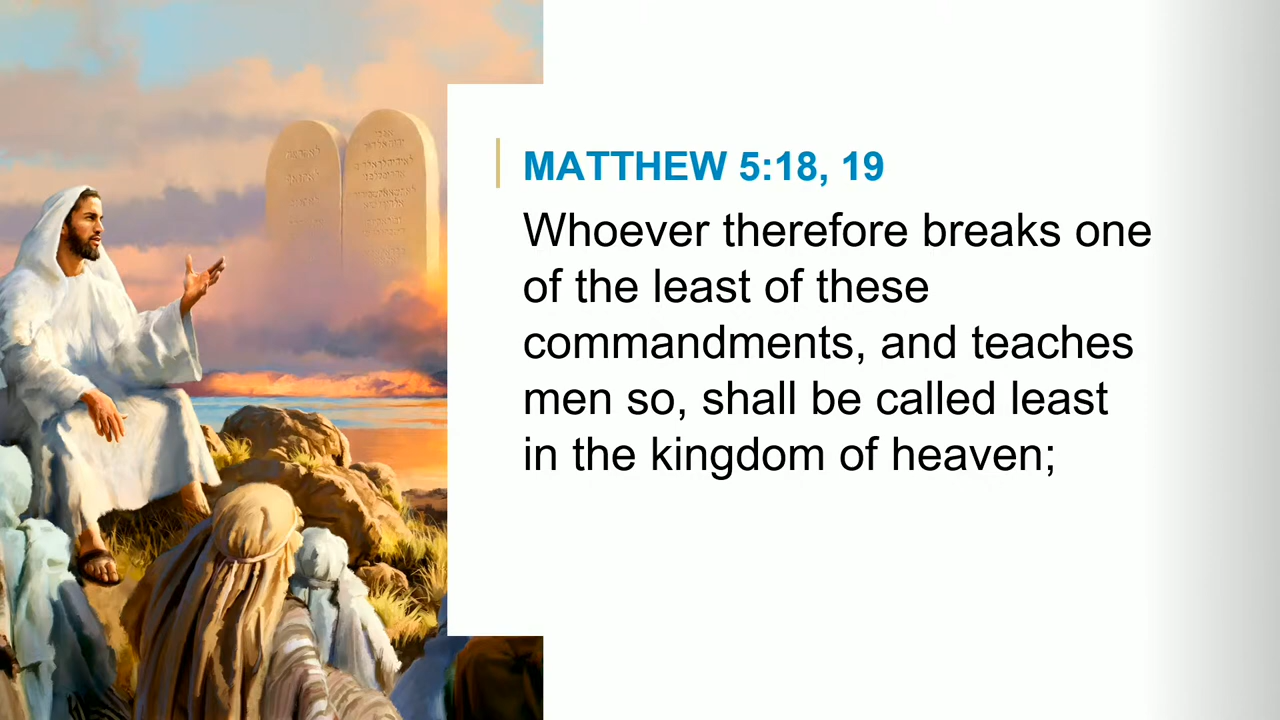 MATTHEW 5:18, 19
Whoever therefore breaks one
of the least of these
commandments, and teaches
men so, shall be called least
in the kingdom of heaven;